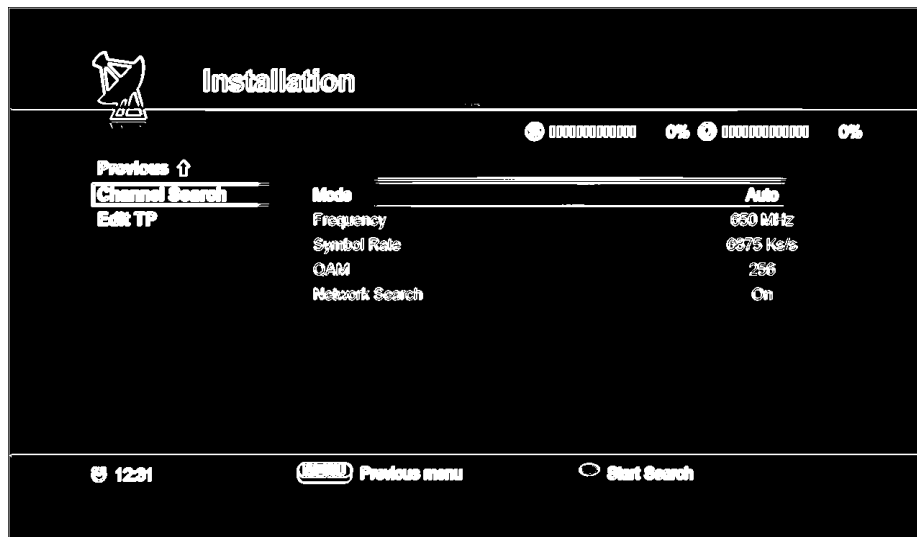 Installation
0% 0%
Previous
Channel Search Mode Auto
Edit TP Frequency 650 MHz
Symbol Rate 6875 Ks/s
QAM 256
Network Search On
12:31 MENU Previous menu Start Search